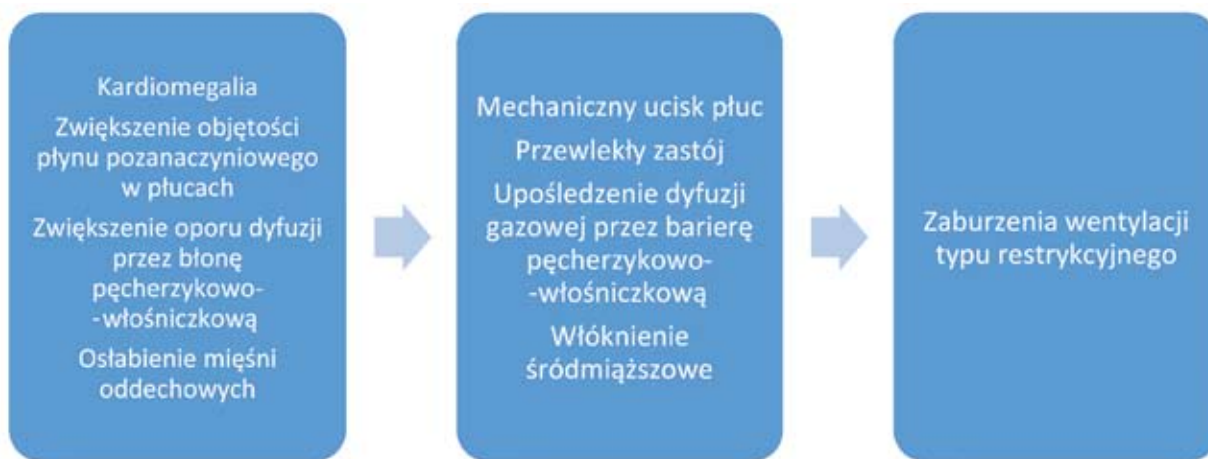 Kardiomegalia
Zwiększenie objętości
płynu pozanaczyniowego
w płucach
Zwiększenie oporu dyfuzji
przez błonę
pęcherzykowo-
-włośniczkową
Osłabienie mięśni
oddechowych
Mechaniczny ucisk płuc
Przewlekły zastój
Upośledzenie dyfuzji
gazowej przez barierę
pęcherzykowo-
-włośniczkową
Włóknienie
śródmiąższowe
Zaburzenia wentylacji
typu restrykcyjnego